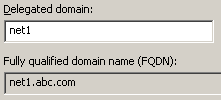 Delegated domain:
net1
Fully qualified domain name (FQDN):
net1.abc.com